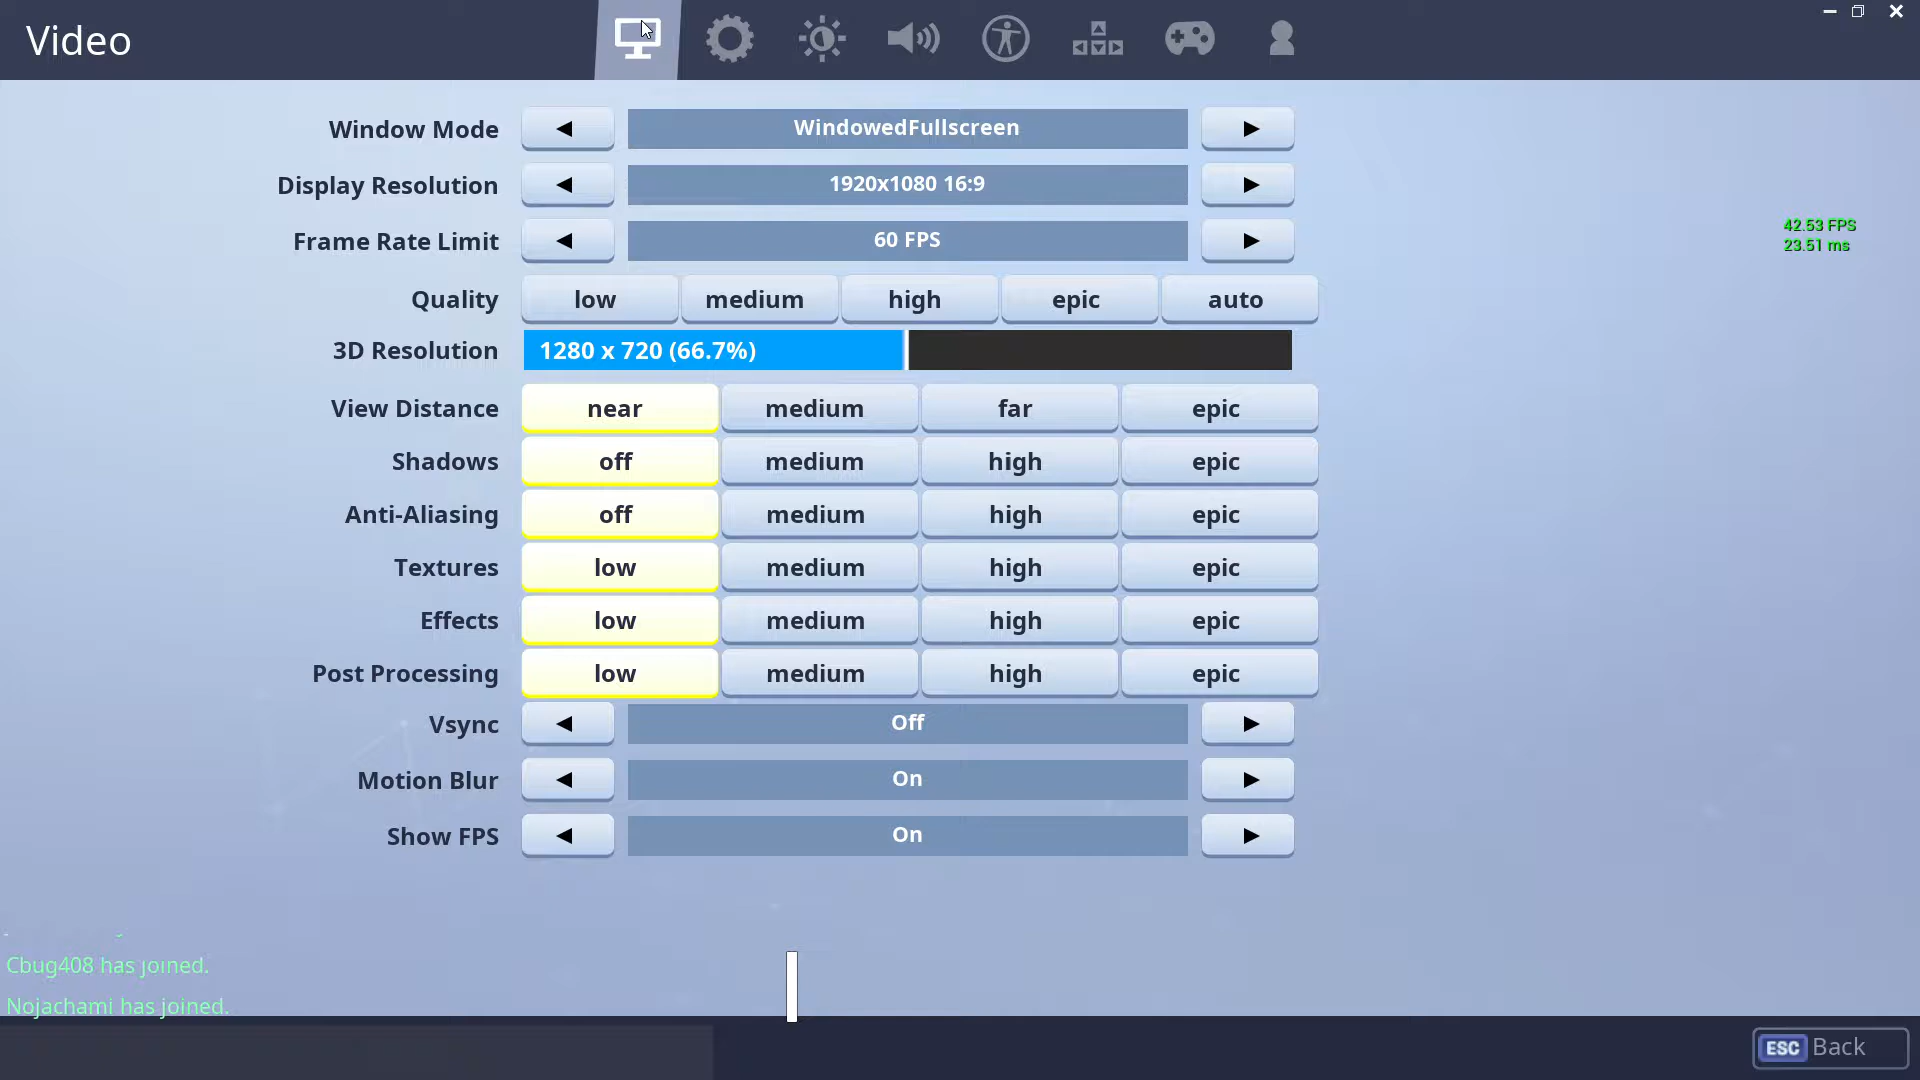 Video
Window Mode ◀ WindowedFullscreen ▶
Display Resolution ◀ 1920x1080 16:9 ▶
Frame Rate Limit ◀ 60 FPS ▶
42.53 FPS
23.51 ms
Quality low medium high epic auto
3D Resolution 1280 x 720 (66.7%)
View Distance near medium far epic
Shadows off medium high epic
Anti-Aliasing off medium high epic
Textures low medium high epic
Effects low medium high epic
Post Processing low medium high epic
Vsync ◀ Off ▶
Motion Blur ◀ On ▶
Show FPS ◀ On ▶
Cbug408 has joined.
Nojachami has joined.
ESC Back